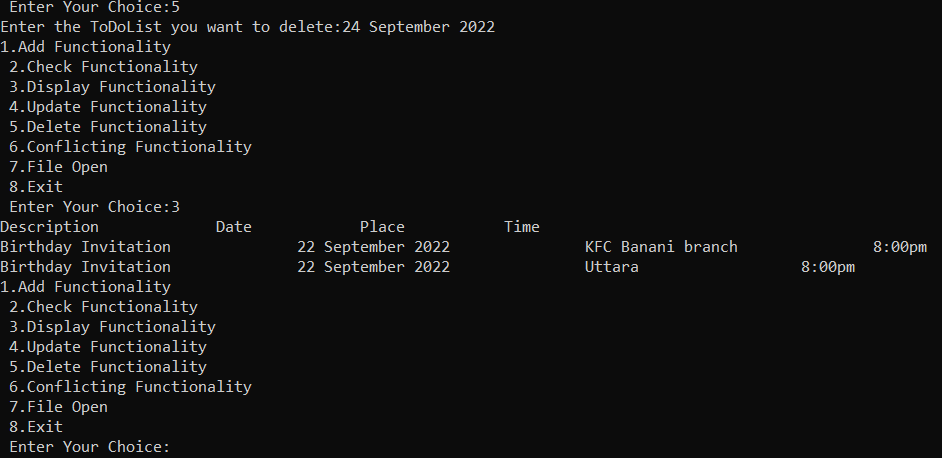 Enter Your Choice:5
Enter the ToDoList you want to delete:24 September 2022
1.Add Functionality
2.Check Functionality
3.Display Functionality
4.Update Functionality
5.Delete Functionality
6.Conflicting Functionality
7.File Open
8.Exit
Enter Your Choice:3
Description Date Place Time
Birthday Invitation 22 September 2022 KFC Banani branch 8:00pm
Birthday Invitation 22 September 2022 Uttara 8:00pm
1.Add Functionality
2.Check Functionality
3.Display Functionality
4.Update Functionality
5.Delete Functionality
6.Conflicting Functionality
7.File Open
8.Exit
Enter Your Choice: